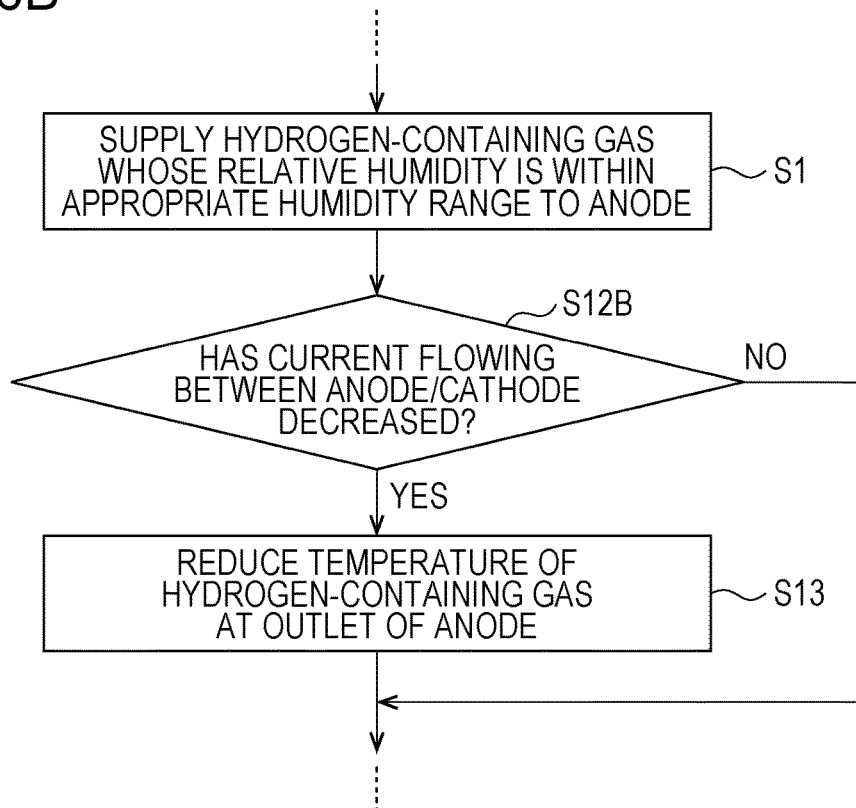 SUPPLY HYDROGEN-CONTAINING GAS
WHOSE RELATIVE HUMIDITY IS WITHIN
APPROPRIATE HUMIDITY RANGE TO ANODE
S1
S12B
HAS CURRENT FLOWING
BETWEEN ANODE/CATHODE
DECREASED?
NO
YES
REDUCE TEMPERATURE OF
HYDROGEN-CONTAINING GAS
AT OUTLET OF ANODE
S13